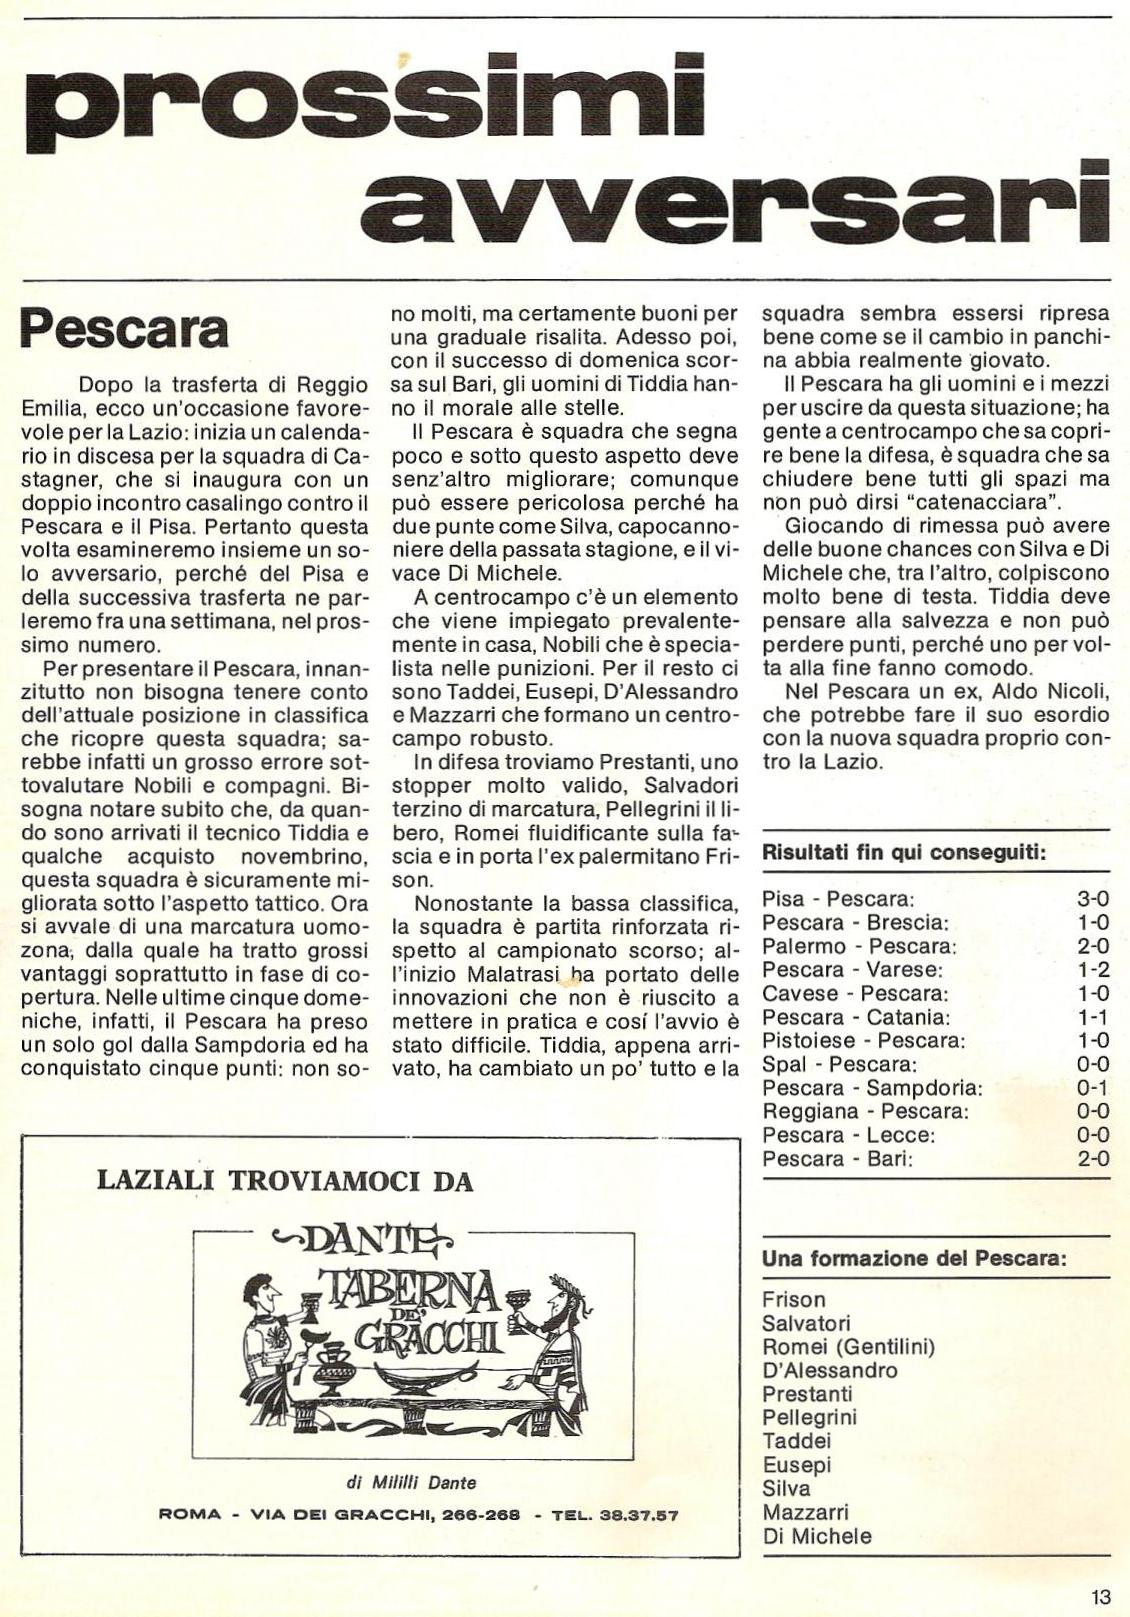 prossimi
avversari
Pescara
Dopo la trasferta di Reggio
Emilia, ecco un'occasione favore-
vole per la Lazio: inizia un calenda-
rio in discesa per la squadra di Ca-
stagner, che si inaugura con un
doppio incontro casalingo contro il
Pescara e il Pisa. Pertanto questa
volta esamineremo insieme un so-
lo avversario, perché del Pisa e
della successiva trasferta ne par-
leremo fra una settimana, nel pros-
simo numero.
Per presentare il Pescara, innan-
zitutto non bisogna tenere conto
dell'attuale posizione in classifica
che ricopre questa squadra; sa-
rebbe infatti un grosso errore sot-
tovalutare Nobili e compagni. Bi-
sogna notare subito che, da quan-
do sono arrivati il tecnico Tiddia e
qualche acquisto novembrino,
questa squadra è sicuramente mi-
gliorata sotto l'aspetto tattico. Ora
si avvale di una marcatura uomo-
zona, dalla quale ha tratto grossi
vantaggi soprattutto in fase di co-
pertura. Nelle ultime cinque dome-
niche, infatti, il Pescara ha preso
un solo gol dalla Sampdoria ed ha
conquistato cinque punti: non so-
no molti, ma certamente buoni per
una graduale risalita. Adesso poi,
con il successo di domenica scor-
sa sul Bari, gli uomini di Tiddia han-
no il morale alle stelle.
Il Pescara è squadra che segna
poco e sotto questo aspetto deve
senz'altro migliorare; comunque
può essere pericolosa perché ha
due punte come Silva, capocanno-
niere della passata stagione, e il vi-
vace Di Michele.
A centrocampo c'è un elemento
che viene impiegato prevalente-
mente in casa, Nobili che è specia-
lista nelle punizioni. Per il resto ci
sono Taddei, Eusepi, D'Alessandro
e Mazzarri che formano un centro-
campo robusto.
In difesa troviamo Prestanti, uno
stopper molto valido, Salvadori
terzino di marcatura, Pellegrini il li-
bero, Romei fluidificante sulla fa-
scia e in porta l'ex palermitano Fri-
son.
Nonostante la bassa classifica,
la squadra è partita rinforzata ri-
spetto al campionato scorso; al-
l'inizio Malatrasi ha portato delle
innovazioni che non è riuscito a
mettere in pratica e cosí l'avvio è
stato difficile. Tiddia, appena arri-
vato, ha cambiato un po' tutto e la
squadra sembra essersi ripresa
bene come se il cambio in panchi-
na abbia realmente giovato.
Il Pescara ha gli uomini e i mezzi
per uscire da questa situazione; ha
gente a centrocampo che sa copri-
re bene la difesa, è squadra che sa
chiudere bene tutti gli spazi ma
non può dirsi "catenacciara".
Giocando di rimessa può avere
delle buone chances con Silva e Di
Michele che, tra l'altro, colpiscono
molto bene di testa. Tiddia deve
pensare alla salvezza e non può
perdere punti, perché uno per vol-
ta alla fine fanno comodo.
Nel Pescara un ex, Aldo Nicoli,
che potrebbe fare il suo esordio
con la nuova squadra proprio con-
tro la Lazio.
Risultati fin qui conseguiti:
Pisa - Pescara: 3-0
Pescara - Brescia: 1-0
Palermo - Pescara: 2-0
Pescara - Varese: 1-2
Cavese - Pescara: 1-0
Pescara - Catania: 1-1
Pistoiese - Pescara: 1-0
Spal - Pescara: 0-0
Pescara - Sampdoria: 0-1
Reggiana - Pescara: 0-0
Pescara - Lecce: 0-0
Pescara - Bari: 2-0
Una formazione del Pescara:
Frison
Salvatori
Romei (Gentilini)
D'Alessandro
Prestanti
Pellegrini
Taddei
Eusepi
Silva
Mazzarri
Di Michele
LAZIALI TROVIAMOCI DA
DANTE
TABERNA
DE'
GRACCHI
di Mililli Dante
ROMA - VIA DEI GRACCHI, 266-268 - TEL. 38.37.57
13